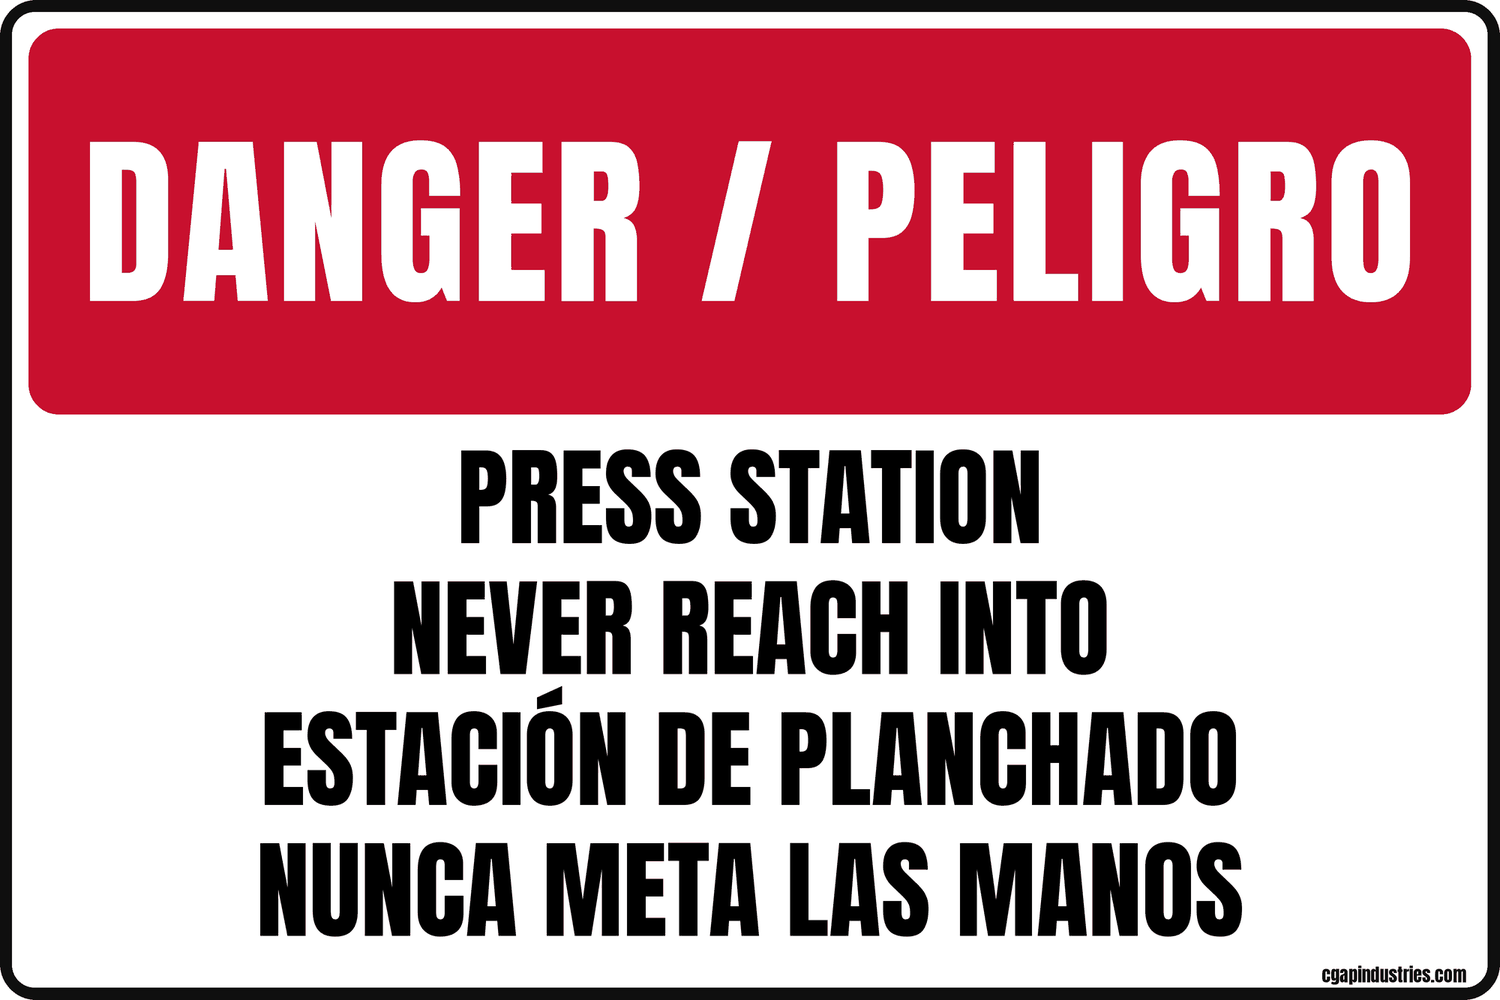 DANGER / PELIGRO
PRESS STATION
NEVER REACH INTO
ESTACIÓN DE PLANCHADO
NUNCA META LAS MANOS
cgapindustries.com